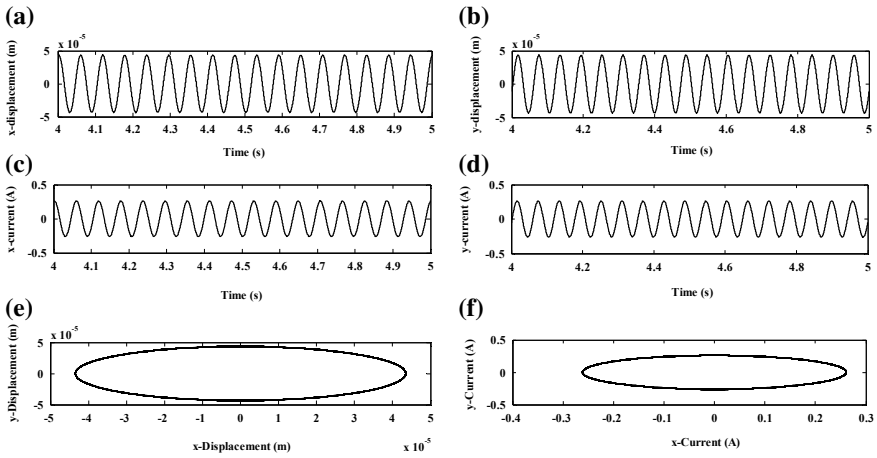 (a)
x 10⁻⁵
5
0
-5
x-displacement (m)
4 4.1 4.2 4.3 4.4 4.5 4.6 4.7 4.8 4.9 5
Time (s)
(b)
x 10⁻⁵
5
0
-5
y-displacement (m)
4 4.2 4.4 4.6 4.8 5
Time (s)
(c)
0.5
0
-0.5
x-current (A)
4 4.1 4.2 4.3 4.4 4.5 4.6 4.7 4.8 4.9 5
Time (s)
(d)
0.5
0
-0.5
y-current (A)
4 4.2 4.4 4.6 4.8 5
Time (s)
(e)
x 10⁻⁵
5
0
-5
y-Displacement (m)
-5 -4 -3 -2 -1 0 1 2 3 4 5
x-Displacement (m)
x 10⁻⁵
(f)
0.5
0
-0.5
y-Current (A)
-0.4 -0.3 -0.2 -0.1 0 0.1 0.2 0.3
x-Current (A)